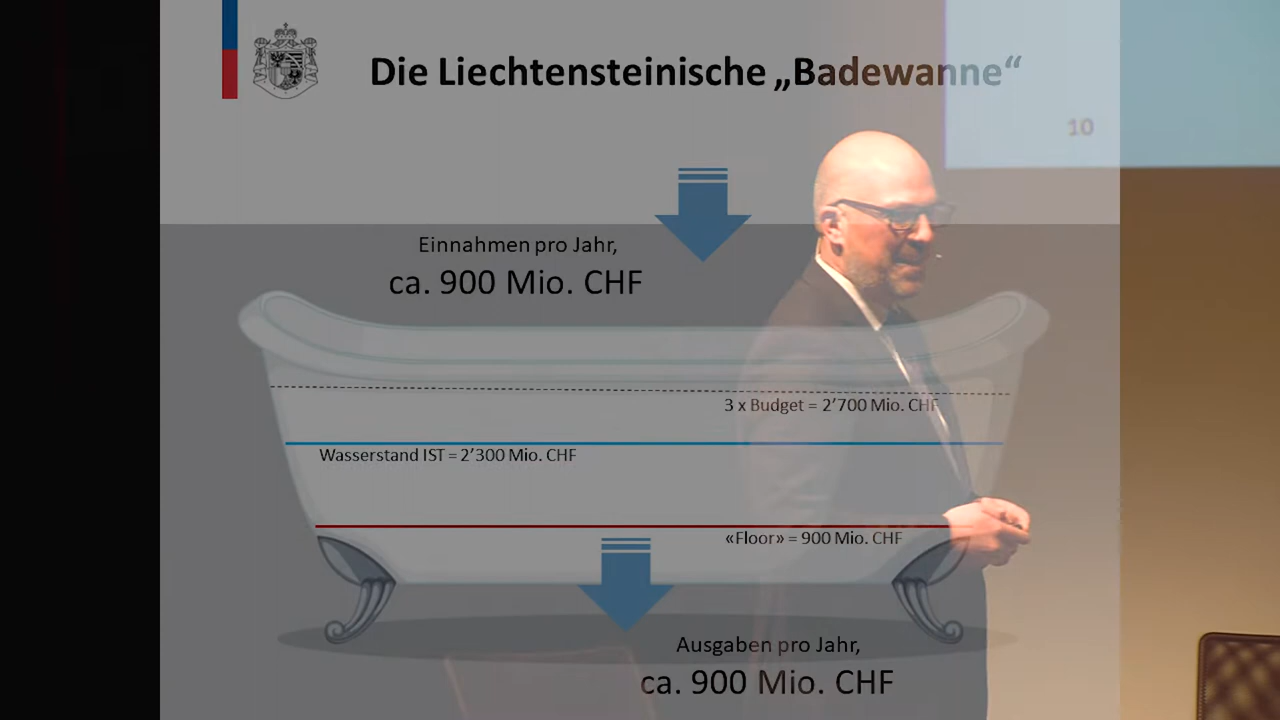 Die Liechtensteinische „Badewanne“
10
Einnahmen pro Jahr,
ca. 900 Mio. CHF
3 x Budget = 2’700 Mio. CHF
Wasserstand IST = 2’300 Mio. CHF
«Floor» = 900 Mio. CHF
Ausgaben pro Jahr,
ca. 900 Mio. CHF